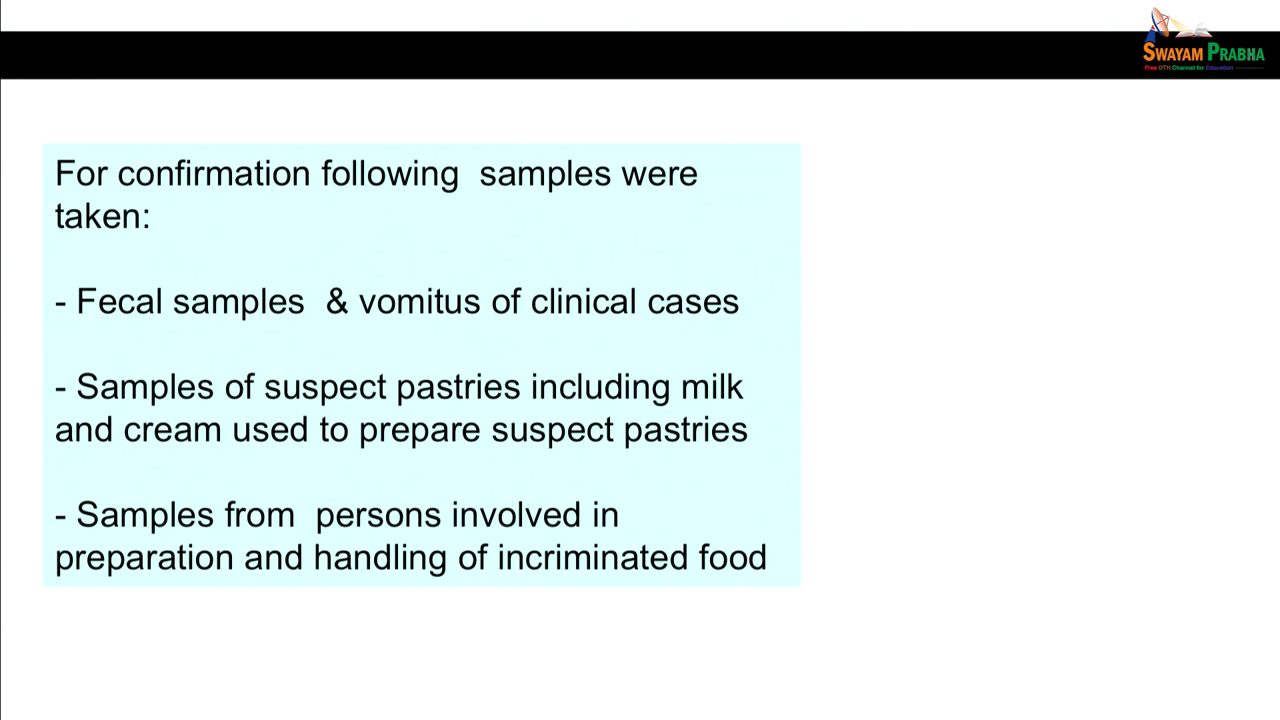 SWAYAM PRABHA
Free DTH Channel for Education
For confirmation following  samples were
taken:
- Fecal samples  & vomitus of clinical cases
- Samples of suspect pastries including milk
and cream used to prepare suspect pastries
- Samples from  persons involved in
preparation and handling of incriminated food